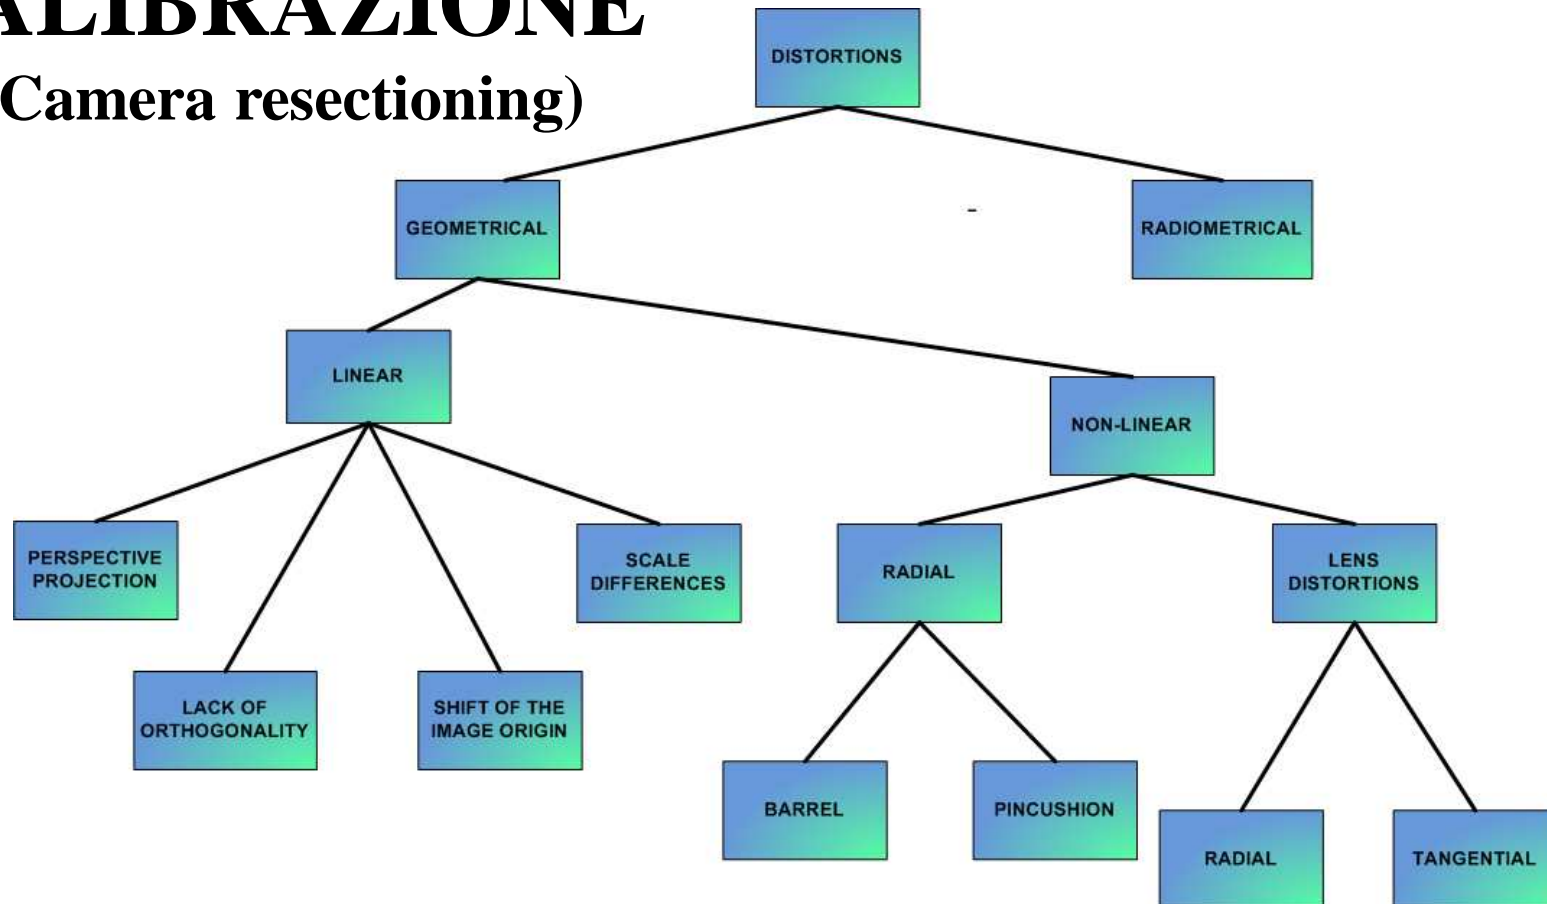 ALIBRAZIONE
(Camera resectioning)
DISTORTIONS
GEOMETRICAL
-
RADIOMETRICAL
LINEAR
NON-LINEAR
PERSPECTIVE
PROJECTION
SCALE
DIFFERENCES
RADIAL
LENS
DISTORTIONS
LACK OF
ORTHOGONALITY
SHIFT OF THE
IMAGE ORIGIN
BARREL
PINCUSHION
RADIAL
TANGENTIAL